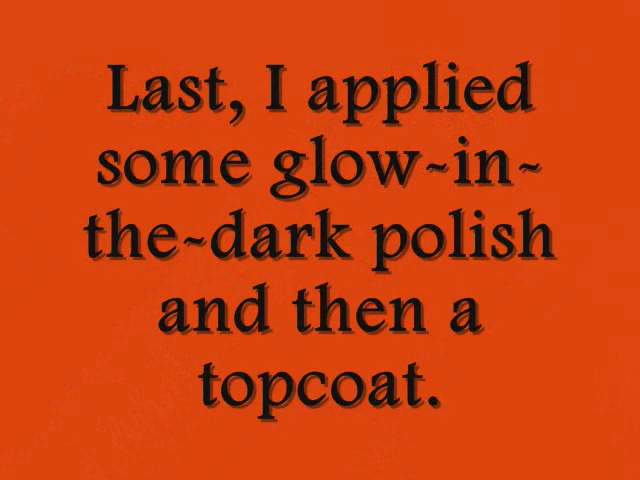 Last, I applied
some glow-in-
the-dark polish
and then a
topcoat.